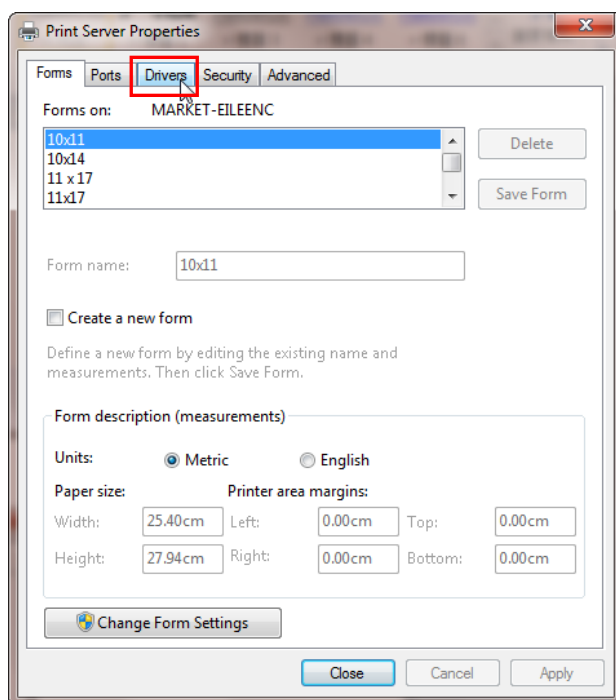 Print Server Properties
Forms Ports Drivers Security Advanced
Forms on: MARKET-EILEENC
10x11
10x14
11 x 17
11x17
Delete
Save Form
Form name: 10x11
Create a new form
Define a new form by editing the existing name and
measurements. Then click Save Form.
Form description (measurements)
Units: Metric English
Paper size: Printer area margins:
Width: 25.40cm Left: 0.00cm Top: 0.00cm
Height: 27.94cm Right: 0.00cm Bottom: 0.00cm
Change Form Settings
Close Cancel Apply